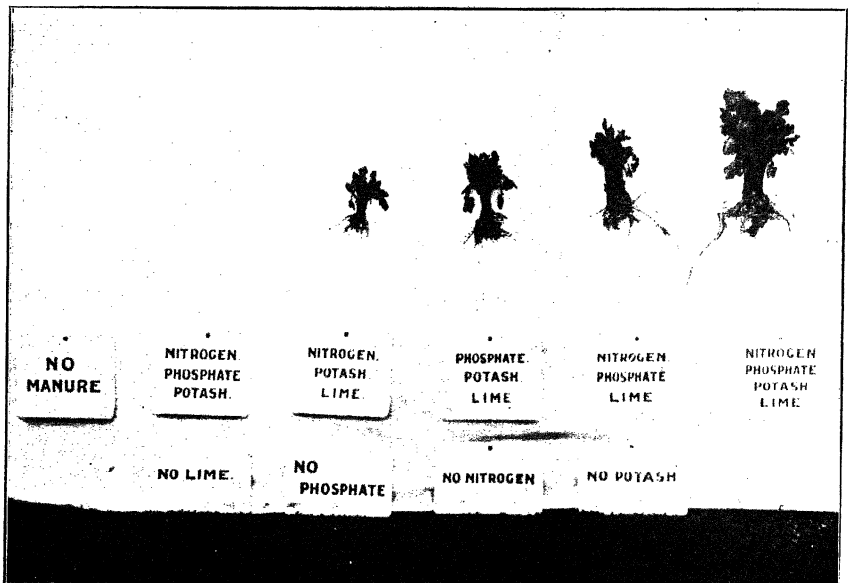 NO
MANURE.
NITROGEN.
PHOSPHATE
POTASH.
NITROGEN.
POTASH.
LIME.
PHOSPHATE.
POTASH.
LIME
NITROGEN.
PHOSPHATE
LIME
NITROGEN
PHOSPHATE
POTASH
LIME
NO LIME.
NO
PHOSPHATE
NO NITROGEN
NO POTASH